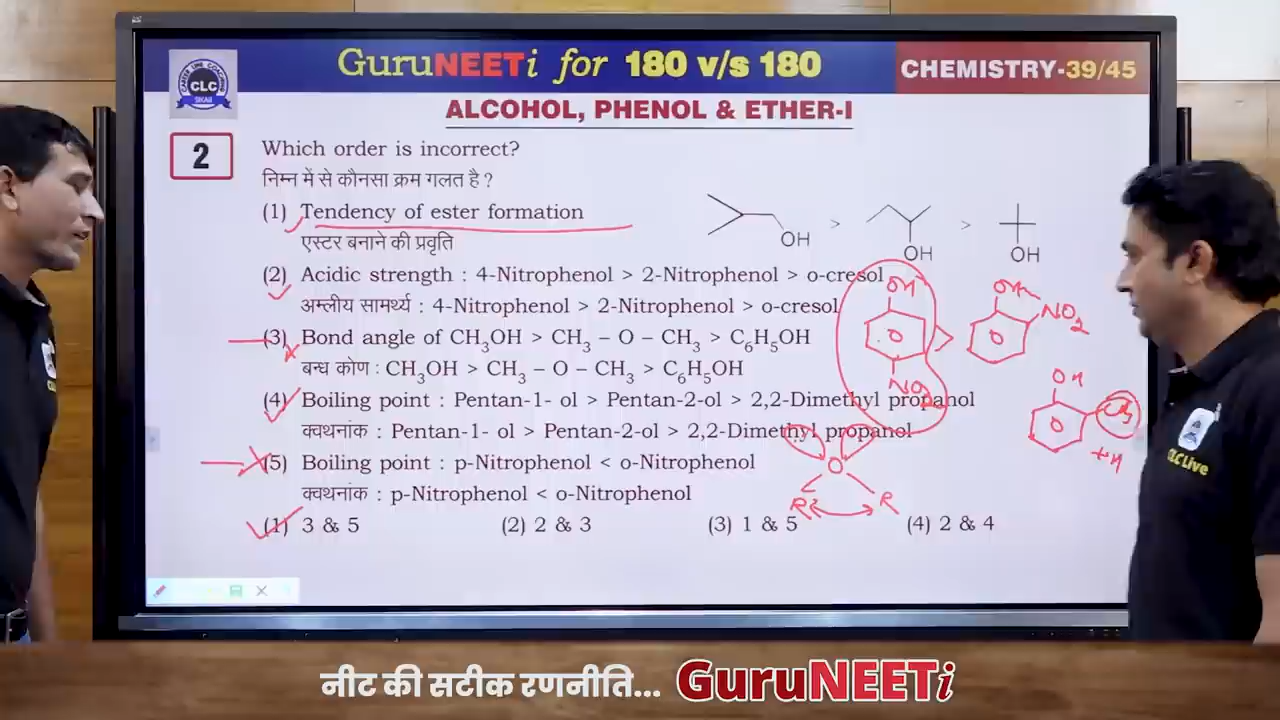 GuruNEETi for 180 v/s 180
CHEMISTRY-39/45
CLC
SIKAR
ALCOHOL, PHENOL & ETHER-I
2
Which order is incorrect?
निम्न में से कौनसा क्रम गलत है ?
(1) Tendency of ester formation
एस्टर बनाने की प्रवृति
OH > OH > OH
(2) Acidic strength : 4-Nitrophenol > 2-Nitrophenol > o-cresol
अम्लीय सामर्थ्य : 4-Nitrophenol > 2-Nitrophenol > o-cresol
(3) Bond angle of CH₃OH > CH₃ – O – CH₃ > C₆H₅OH
बन्ध कोण : CH₃OH > CH₃ – O – CH₃ > C₆H₅OH
(4) Boiling point : Pentan-1- ol > Pentan-2-ol > 2,2-Dimethyl propanol
क्वथनांक : Pentan-1- ol > Pentan-2-ol > 2,2-Dimethyl propanol
(5) Boiling point : p-Nitrophenol < o-Nitrophenol
क्वथनांक : p-Nitrophenol < o-Nitrophenol
(1) 3 & 5 (2) 2 & 3 (3) 1 & 5 (4) 2 & 4
OH
NO₂
>
OH
NO₂
OH
CH₃
+H
O
R R
CLC Live
नीट की सटीक रणनीति... GuruNEETi